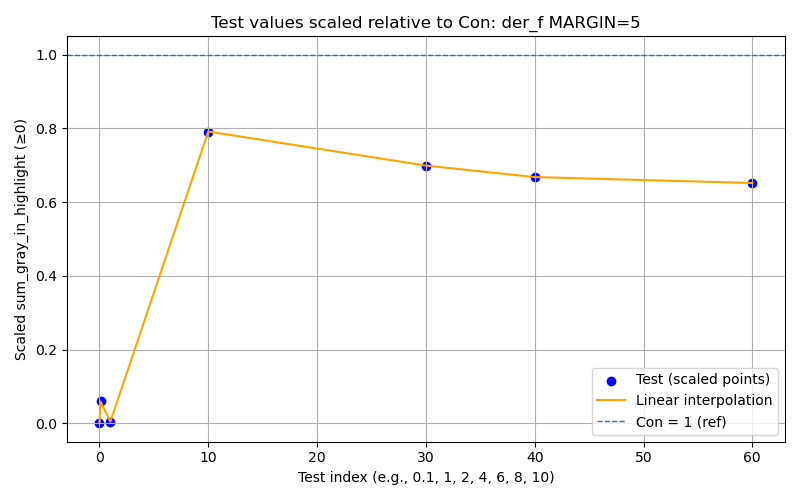 Test values scaled relative to Con: der_f MARGIN=5
Scaled sum_gray_in_highlight (≥0)
1.0
0.8
0.6
0.4
0.2
0.0
Test (scaled points)
Linear interpolation
Con = 1 (ref)
0 10 20 30 40 50 60
Test index (e.g., 0.1, 1, 2, 4, 6, 8, 10)